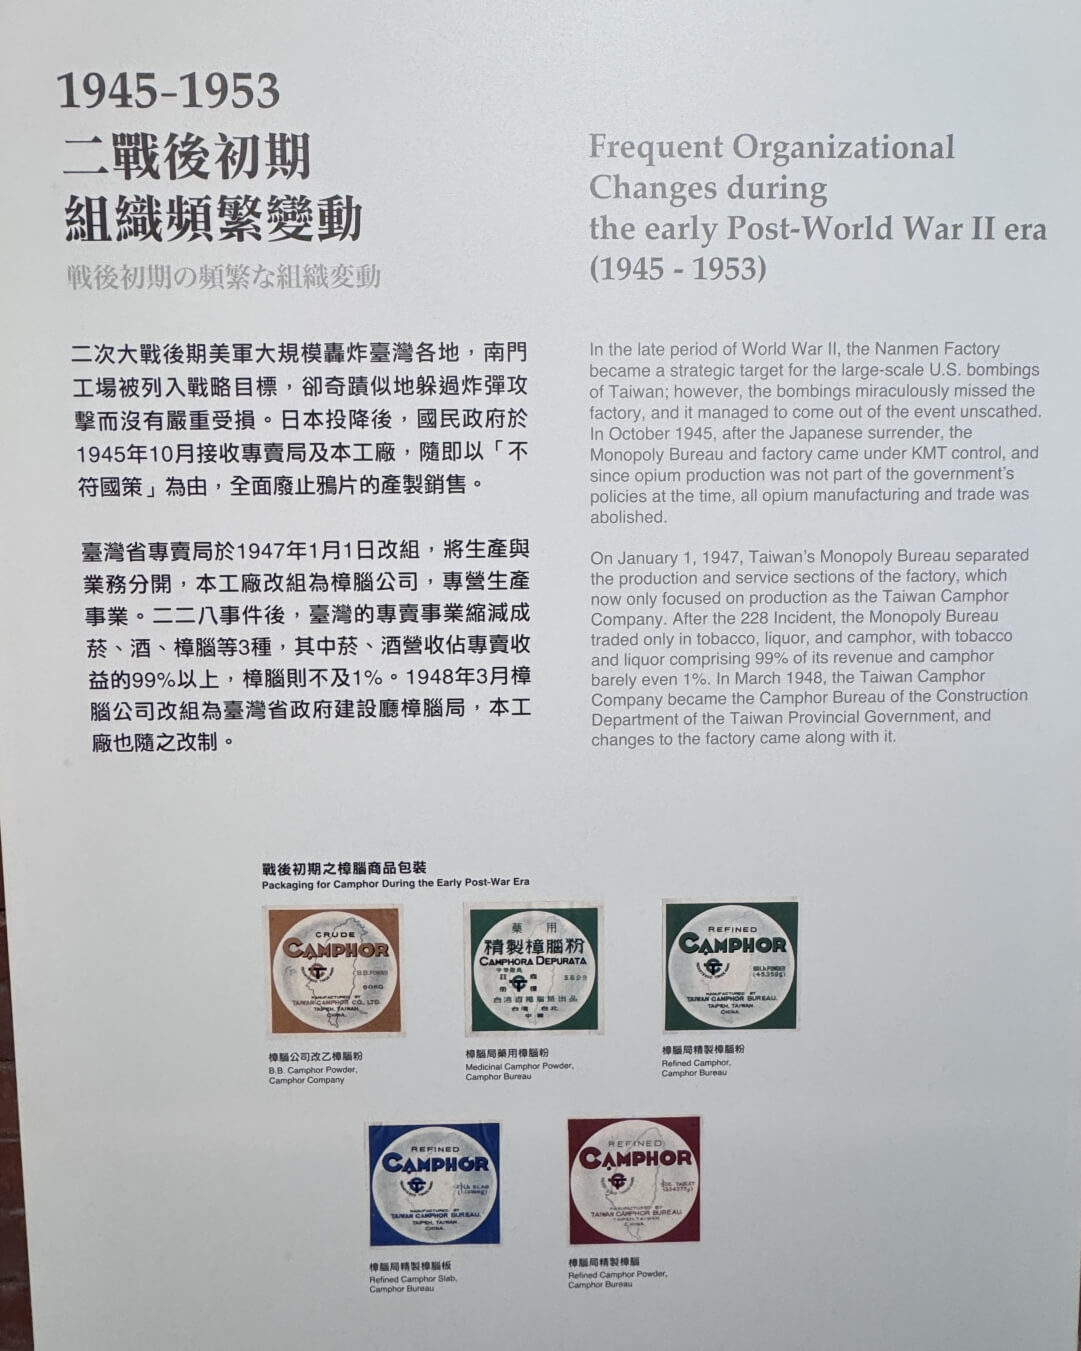 1945-1953
二戰後初期
組織頻繁變動
戦後初期の頻繁な組織変動
二次大戰後期美軍大規模轟炸臺灣各地，南門
工場被列入戰略目標，卻奇蹟似地躲過炸彈攻
擊而沒有嚴重受損。日本投降後，國民政府於
1945年10月接收專賣局及本工廠，隨即以「不
符國策」為由，全面廢止鴉片的產製銷售。
臺灣省專賣局於1947年1月1日改組，將生產與
業務分開，本工廠改組為樟腦公司，專營生產
事業。二二八事件後，臺灣的專賣事業縮減成
菸、酒、樟腦等3種，其中菸、酒營收佔專賣收
益的99%以上，樟腦則不及1%。1948年3月樟
腦公司改組為臺灣省政府建設廳樟腦局，本工
廠也隨之改制。
Frequent Organizational
Changes during
the early Post-World War II era
(1945 - 1953)
In the late period of World War II, the Nanmen Factory
became a strategic target for the large-scale U.S. bombings
of Taiwan; however, the bombings miraculously missed the
factory, and it managed to come out of the event unscathed.
In October 1945, after the Japanese surrender, the
Monopoly Bureau and factory came under KMT control, and
since opium production was not part of the government's
policies at the time, all opium manufacturing and trade was
abolished.
On January 1, 1947, Taiwan's Monopoly Bureau separated
the production and service sections of the factory, which
now only focused on production as the Taiwan Camphor
Company. After the 228 Incident, the Monopoly Bureau
traded only in tobacco, liquor, and camphor, with tobacco
and liquor comprising 99% of its revenue and camphor
barely even 1%. In March 1948, the Taiwan Camphor
Company became the Camphor Bureau of the Construction
Department of the Taiwan Provincial Government, and
changes to the factory came along with it.
戰後初期之樟腦商品包裝
Packaging for Camphor During the Early Post-War Era
CRUDE
CAMPHOR
B.B. POWDER
MANUFACTURED BY
TAIWAN CAMPHOR CO., LTD.
TAIPEH, TAIWAN,
CHINA.
樟腦公司改乙樟腦粉
B.B. Camphor Powder,
Camphor Company
藥 用
精製樟腦粉
CAMPHORA DEPURATA
台灣省樟腦局出品
台灣 台北
中華
樟腦局藥用樟腦粉
Medicinal Camphor Powder,
Camphor Bureau
REFINED
CAMPHOR
MANUFACTURED BY
TAIWAN CAMPHOR BUREAU.
TAIPEH, TAIWAN,
CHINA.
樟腦局精製樟腦粉
Refined Camphor,
Camphor Bureau
REFINED
CAMPHOR
MANUFACTURED BY
TAIWAN CAMPHOR BUREAU.
TAIPEH, TAIWAN,
CHINA.
樟腦局精製樟腦板
Refined Camphor Slab,
Camphor Bureau
REFINED
CAMPHOR
MANUFACTURED BY
TAIWAN CAMPHOR BUREAU.
TAIPEH, TAIWAN,
CHINA.
樟腦局精製樟腦
Refined Camphor Powder,
Camphor Bureau